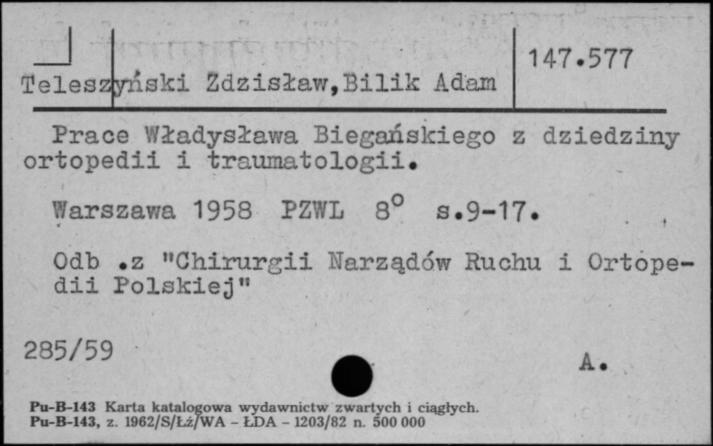 147.577
Teleszyński Zdzisław,Bilik Adam
Prace Władysława Biegańskiego z dziedziny
ortopedii i traumatologii.
Warszawa 1958 PZWL 8° s.9-17.
Odb .z "Chirurgii Narządów Ruchu i Ortope-
dii Polskiej"
285/59
A.
Pu-B-143 Karta katalogowa wydawnictw zwartych i ciągłych.
Pu-B-143, z. 1962/S/Łź/WA - ŁDA - 1203/82 n. 500 000